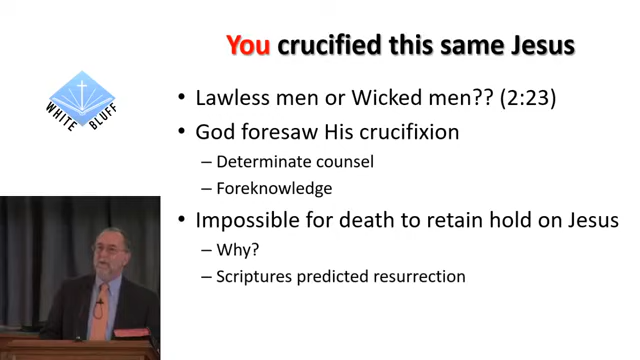 You crucified this same Jesus
WHITE BLUFF
• Lawless men or Wicked men?? (2:23)
• God foresaw His crucifixion
– Determinate counsel
– Foreknowledge
• Impossible for death to retain hold on Jesus
– Why?
– Scriptures predicted resurrection